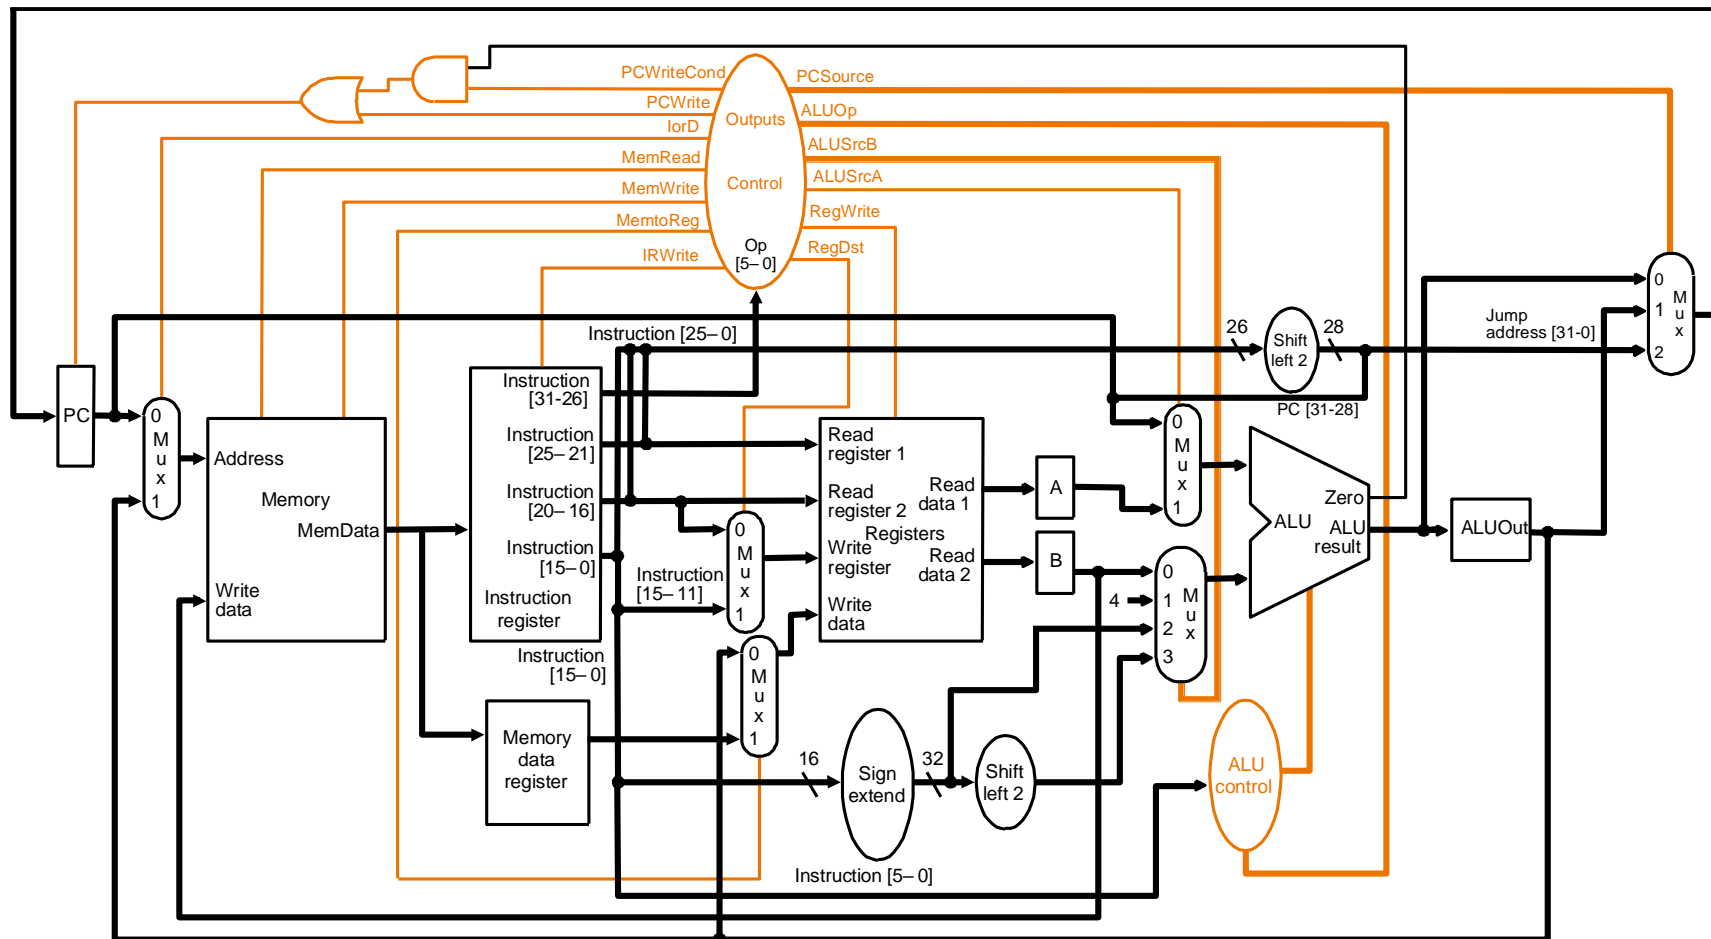 PCWriteCond
PCSource
PCWrite
ALUOp
IorD
Outputs
ALUSrcB
MemRead
ALUSrcA
MemWrite
Control
RegWrite
MemtoReg
RegDst
IRWrite
Op
[5–0]
Instruction [25–0]
26
Shift
left 2
28
Jump
address [31-0]
0
1
2
M
u
x
PC
0
M
u
x
1
Address
Memory
MemData
Write
data
Instruction
[31-26]
Instruction
[25–21]
Instruction
[20–16]
Instruction
[15–0]
Instruction
register
Instruction
[15–0]
Instruction
[15–11]
0
M
u
x
1
0
M
u
x
1
Memory
data
register
Read
register 1
Read
register 2
Registers
Write
register
Write
data
Read
data 1
Read
data 2
A
B
4
PC [31-28]
0
M
u
x
1
0
1
2
3
M
u
x
Zero
ALU
ALU
result
ALUOut
16
Sign
extend
32
Shift
left 2
ALU
control
Instruction [5–0]